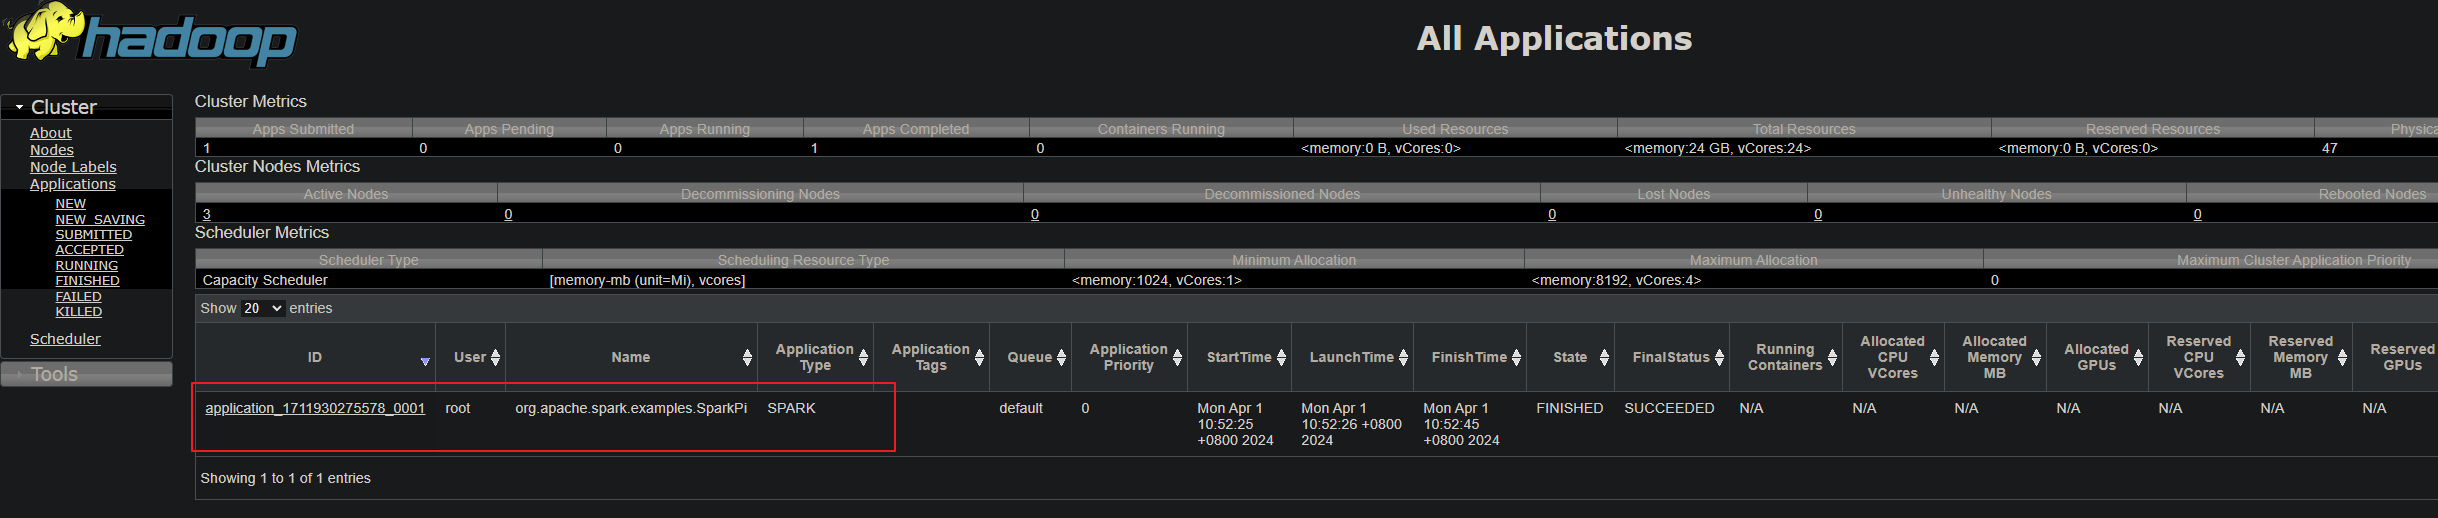 hadoop
All Applications
Cluster
About
Nodes
Node Labels
Applications
NEW
NEW_SAVING
SUBMITTED
ACCEPTED
RUNNING
FINISHED
FAILED
KILLED
Scheduler
Tools
Cluster Metrics
Apps Submitted Apps Pending Apps Running Apps Completed Containers Running Used Resources Total Resources Reserved Resources Physica
1 0 0 1 0 <memory:0 B, vCores:0> <memory:24 GB, vCores:24> <memory:0 B, vCores:0> 47
Cluster Nodes Metrics
Active Nodes Decommissioning Nodes Decommissioned Nodes Lost Nodes Unhealthy Nodes Rebooted Nodes
3 0 0 0 0 0
Scheduler Metrics
Scheduler Type Scheduling Resource Type Minimum Allocation Maximum Allocation Maximum Cluster Application Priority
Capacity Scheduler [memory-mb (unit=Mi), vcores] <memory:1024, vCores:1> <memory:8192, vCores:4> 0
Show 20 entries
ID User Name Application Type Application Tags Queue Application Priority StartTime LaunchTime FinishTime State FinalStatus Running Containers Allocated CPU VCores Allocated Memory MB Allocated GPUs Reserved CPU VCores Reserved Memory MB Reserved GPUs
application_1711930275578_0001 root org.apache.spark.examples.SparkPi SPARK default 0 Mon Apr 1 10:52:25 +0800 2024 Mon Apr 1 10:52:26 +0800 2024 Mon Apr 1 10:52:45 +0800 2024 FINISHED SUCCEEDED N/A N/A N/A N/A N/A N/A N/A
Showing 1 to 1 of 1 entries